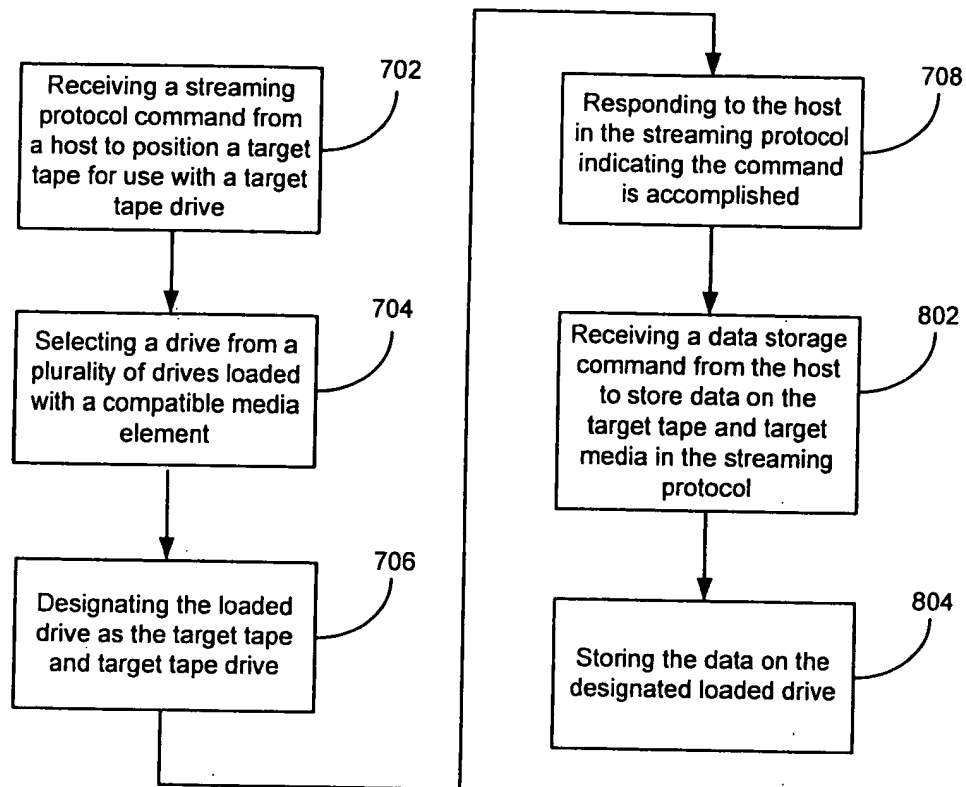 702
Receiving a streaming
protocol command from
a host to position a target
tape for use with a target
tape drive
704
Selecting a drive from a
plurality of drives loaded
with a compatible media
element
706
Designating the loaded
drive as the target tape
and target tape drive
708
Responding to the host
in the streaming protocol
indicating the command
is accomplished
802
Receiving a data storage
command from the host
to store data on the
target tape and target
media in the streaming
protocol
804
Storing the data on the
designated loaded drive